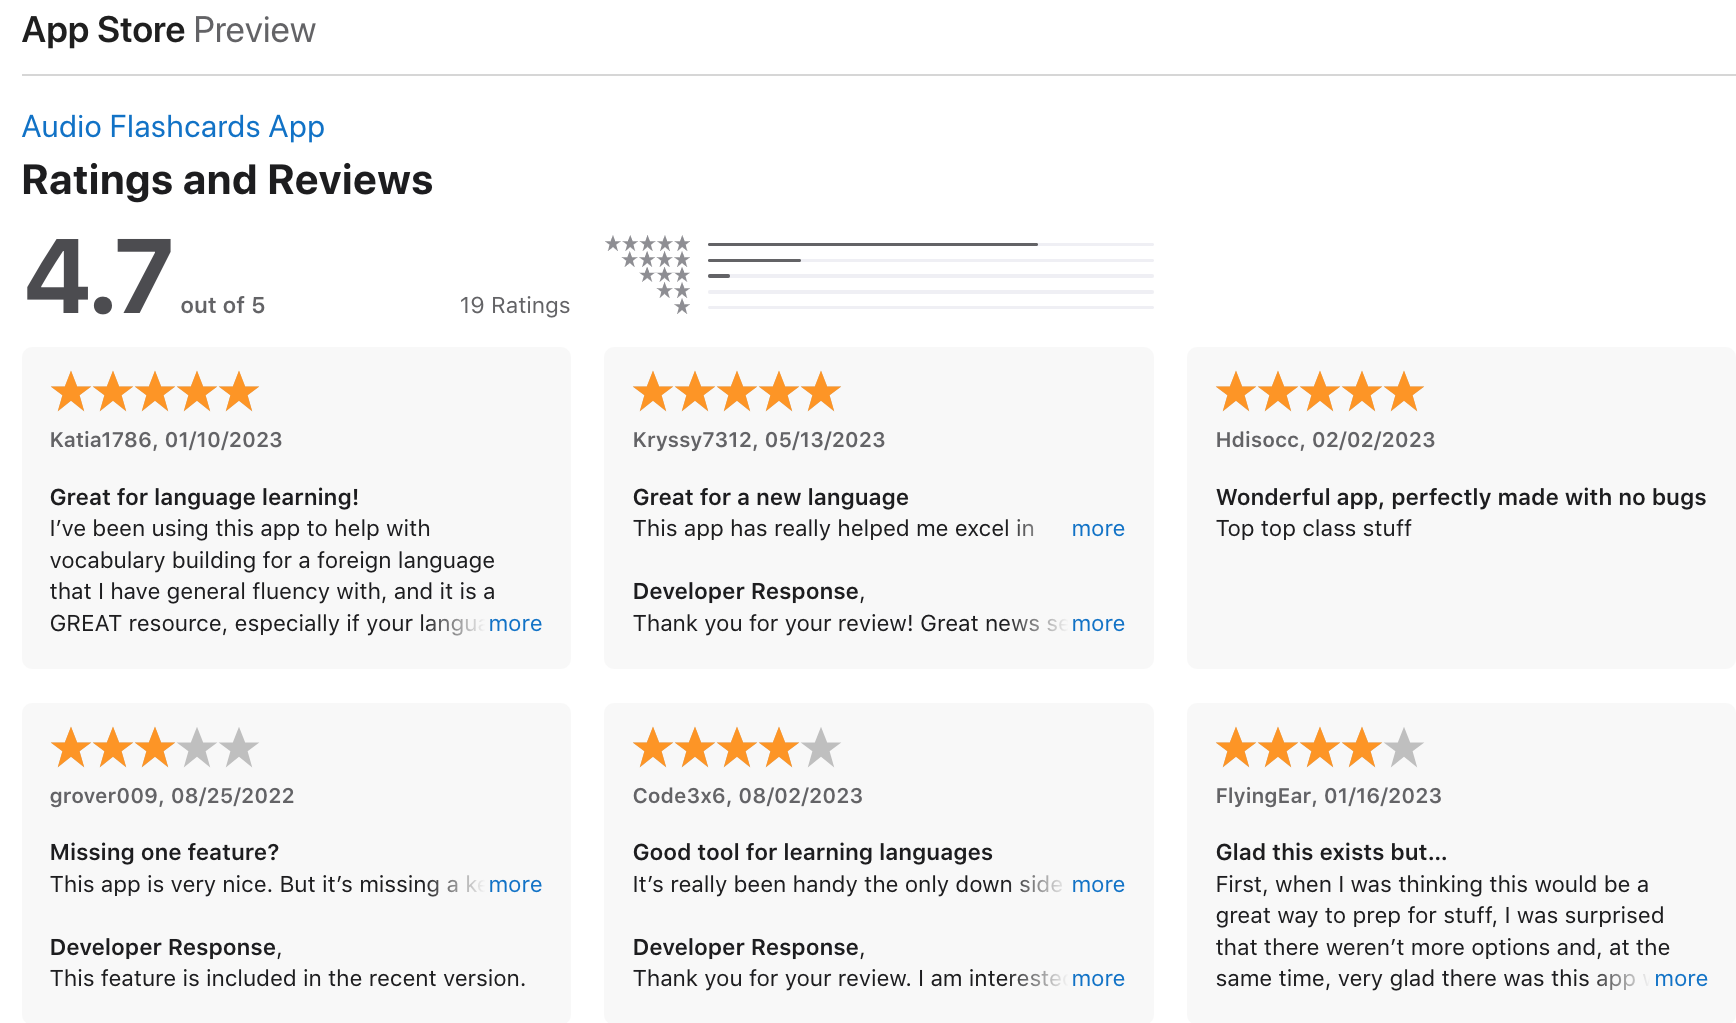 App Store Preview
Audio Flashcards App
Ratings and Reviews
4.7 out of 5
19 Ratings
Katia1786, 01/10/2023
Great for language learning!
I've been using this app to help with
vocabulary building for a foreign language
that I have general fluency with, and it is a
GREAT resource, especially if your more
Kryssy7312, 05/13/2023
Great for a new language
This app has really helped me excel in more
Developer Response,
Thank you for your review! Great news more
Hdisocc, 02/02/2023
Wonderful app, perfectly made with no bugs
Top top class stuff
grover009, 08/25/2022
Missing one feature?
This app is very nice. But it's missing a more
Developer Response,
This feature is included in the recent version.
Code3x6, 08/02/2023
Good tool for learning languages
It's really been handy the only down side more
Developer Response,
Thank you for your review. I am more
FlyingEar, 01/16/2023
Glad this exists but...
First, when I was thinking this would be a
great way to prep for stuff, I was surprised
that there weren't more options and, at the
same time, very glad there was this app more